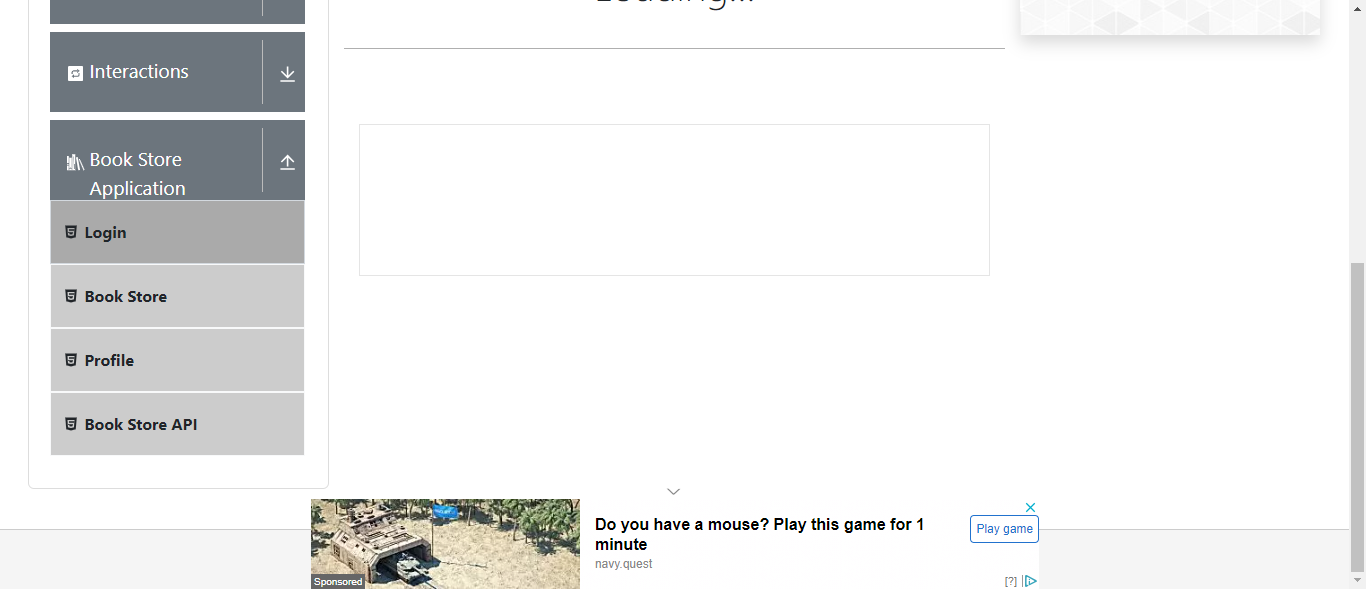 Loading...
Interactions
Book Store
Application
Login
Book Store
Profile
Book Store API
Do you have a mouse? Play this game for 1
minute
navy.quest
Play game
Sponsored
[?]